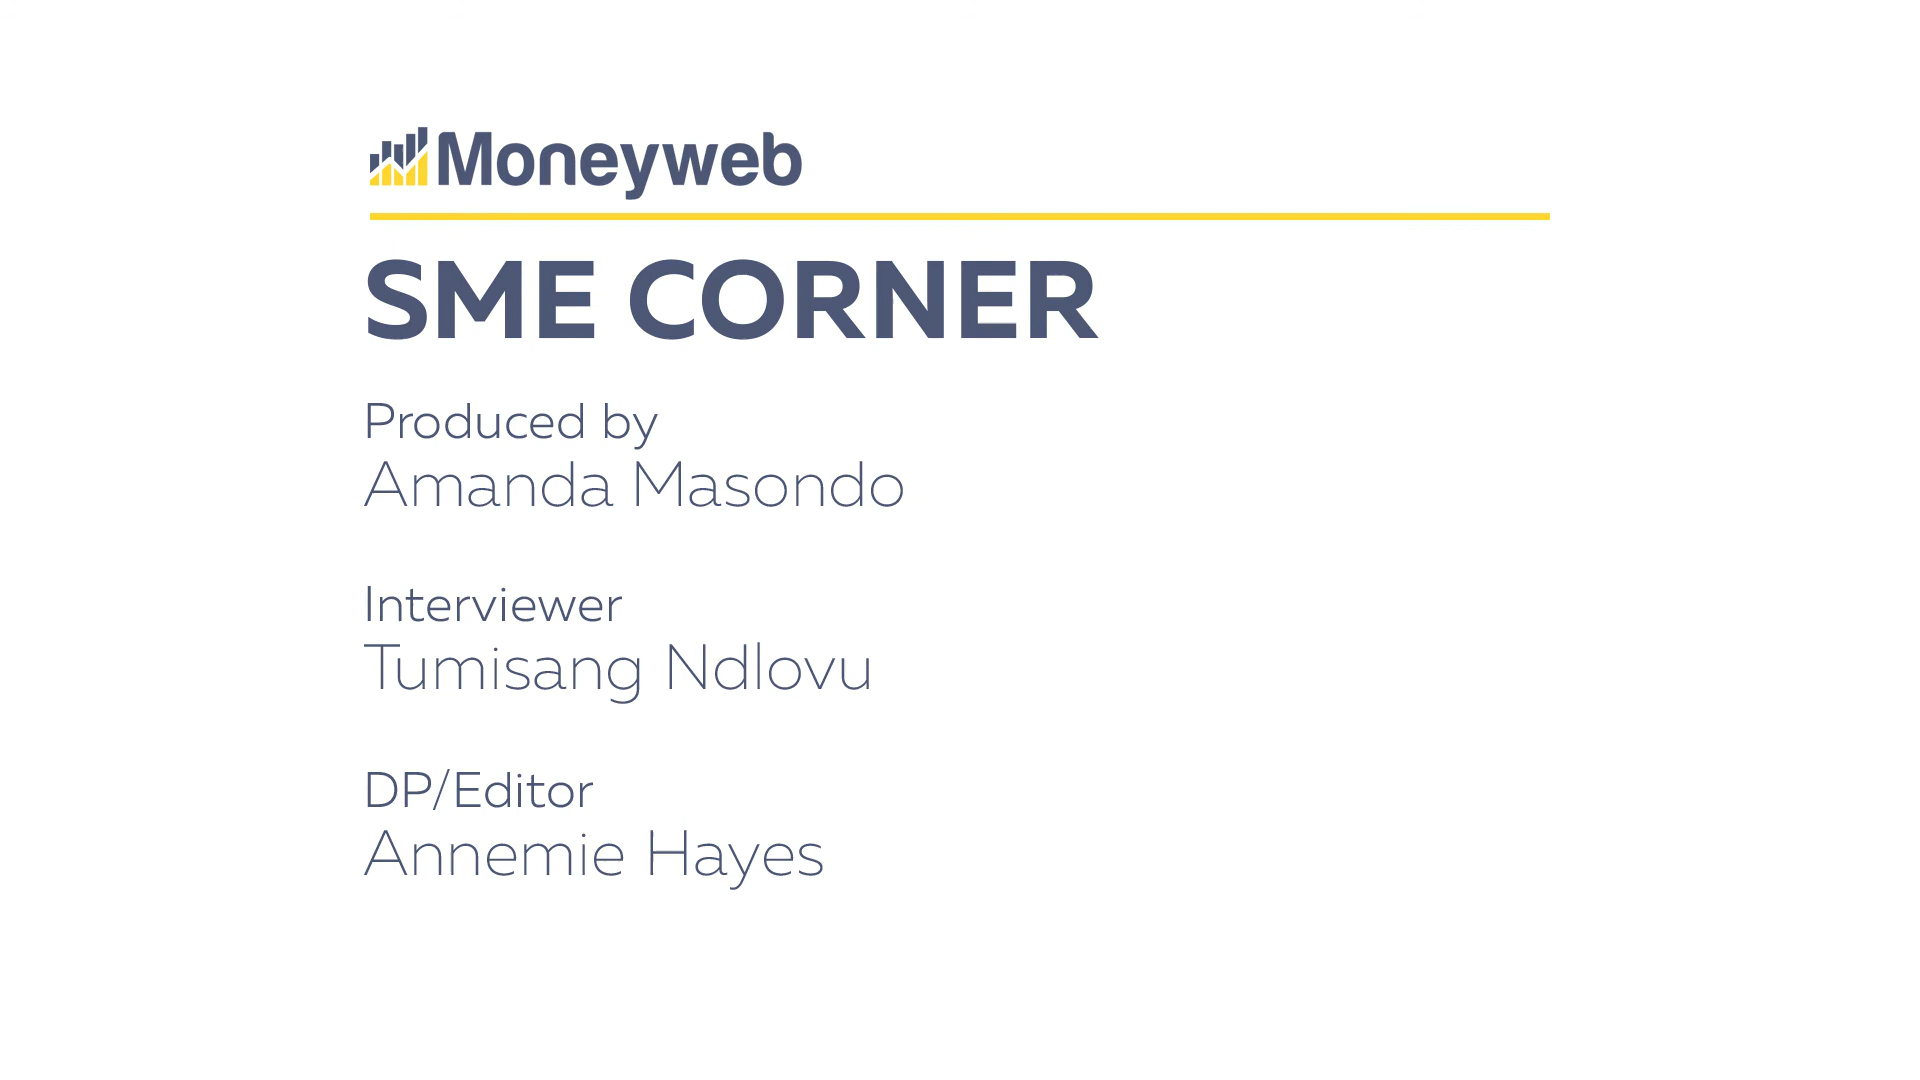 Moneyweb
SME CORNER
Produced by
Amanda Masondo
Interviewer
Tumisang Ndlovu
DP/Editor
Annemie Hayes